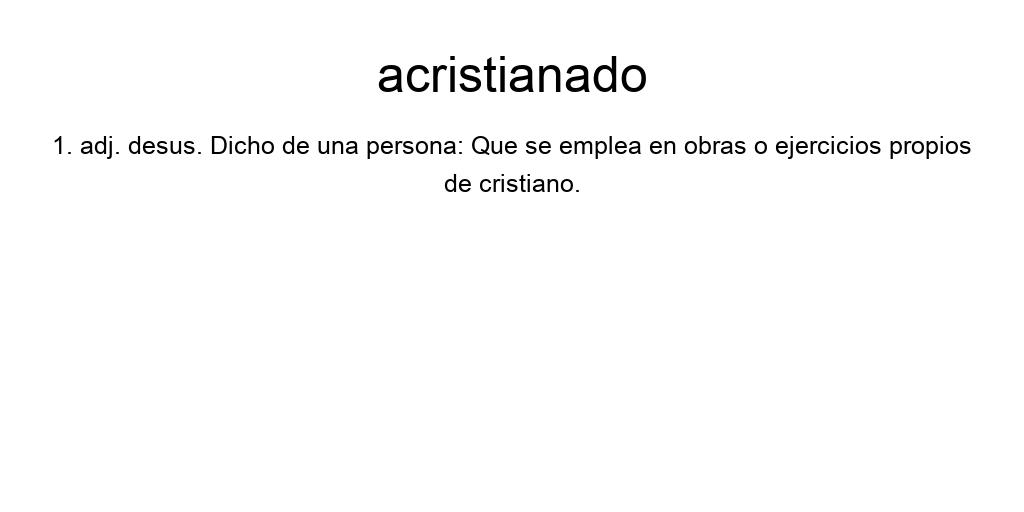 acristianado
1. adj. desus. Dicho de una persona: Que se emplea en obras o ejercicios propios
de cristiano.